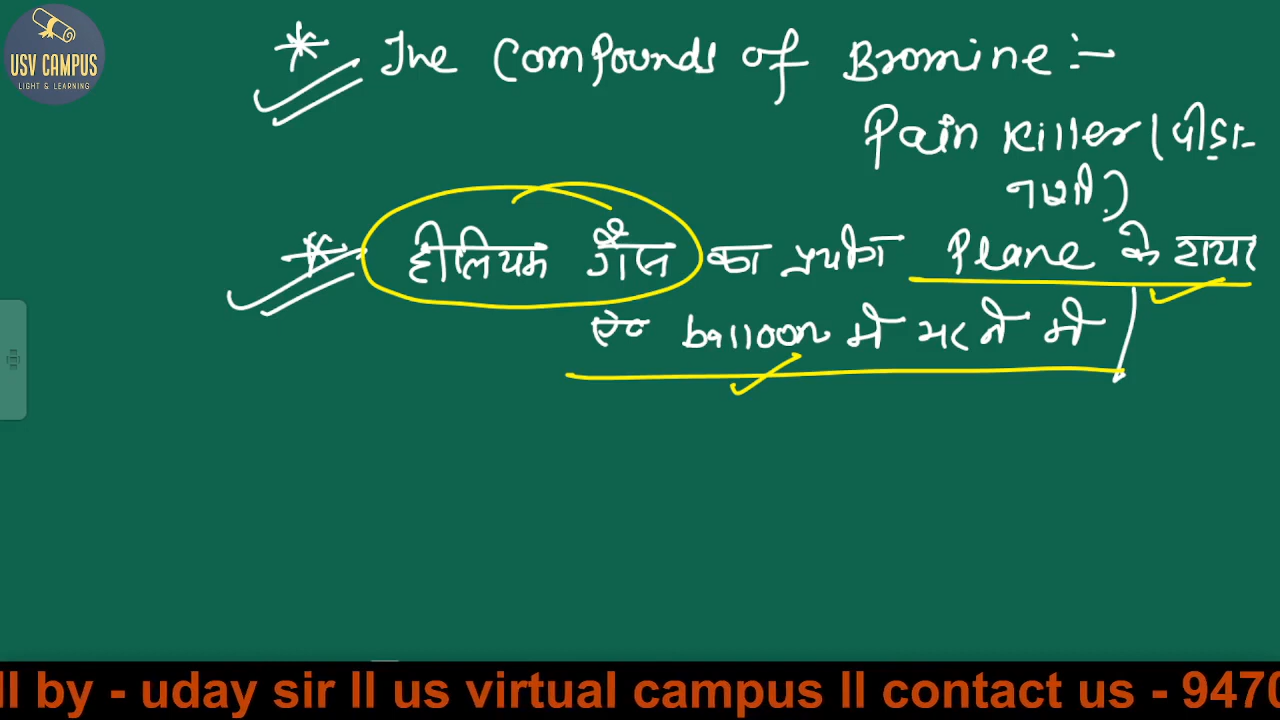 USV CAMPUS
LIGHT & LEARNING
* The Compounds of Bromine :-
Pain Killer (पीड़ा-
* हीलियम गैस का Plane के टायर
एवं balloon में भरने में
ll by - uday sir ll us virtual campus ll contact us - 9470